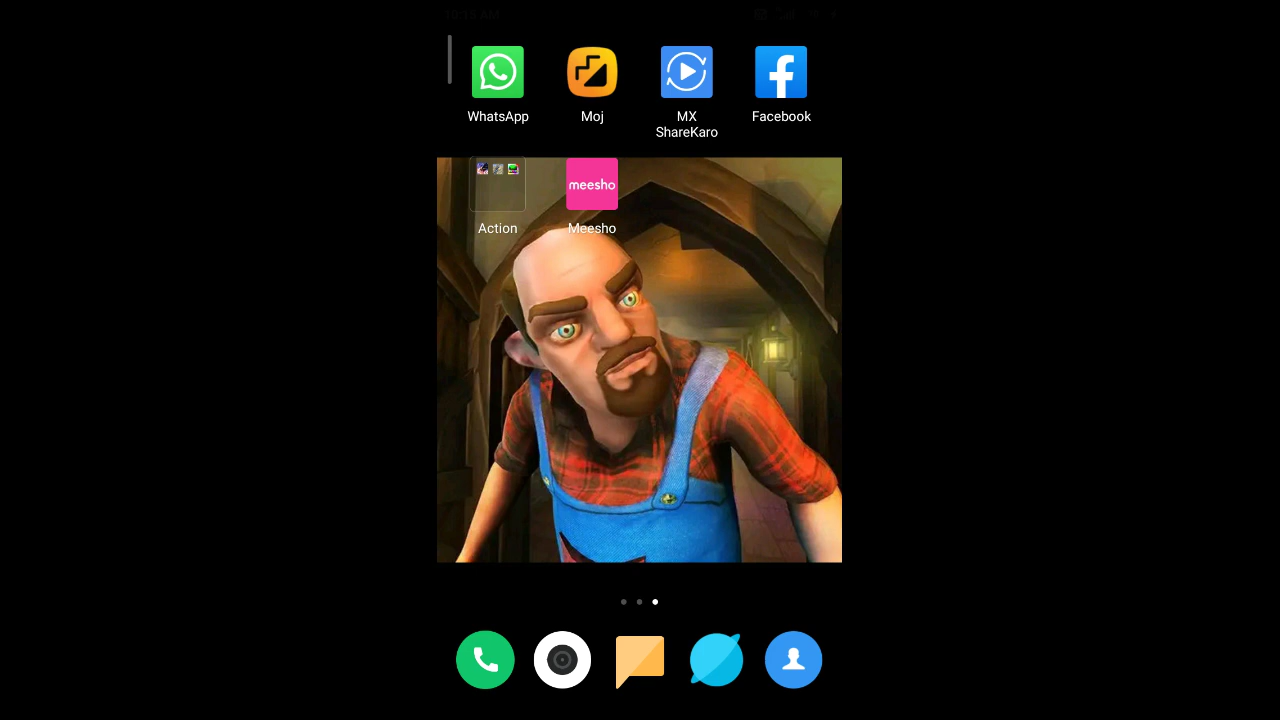 WhatsApp
Moj
MX
ShareKaro
Facebook
meesho
Action
Meesho